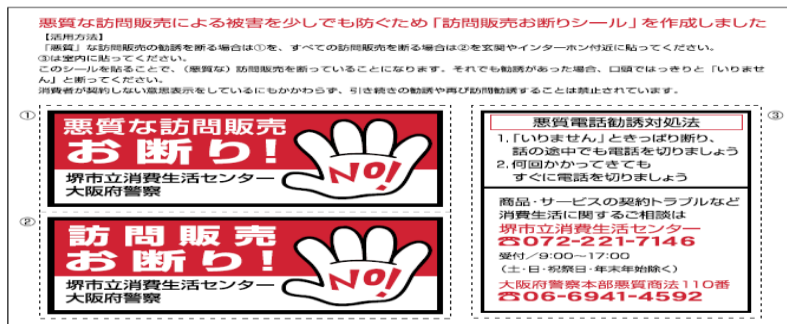 悪質な訪問販売による被害を少しでも防ぐため「訪問販売お断りシール」を作成しました
【活用方法】
「悪質」な訪問販売の勧誘を断る場合は①を、すべての訪問販売を断る場合は②を玄関やインターホン付近に貼ってください。
③は室内に貼ってください。
このシールを貼ることで、（悪質な）訪問販売を断っていることになります。それでも勧誘があった場合、口頭ではっきりと「いりませ
ん」と断ってください。
消費者が契約しない意思表示をしているにもかかわらず、引き続きの勧誘や再び訪問勧誘することは禁止されています。
①
悪質な訪問販売
お断り！
NO!
堺市立消費生活センター
大阪府警察
②
訪問販売
お断り！
NO!
堺市立消費生活センター
大阪府警察
③
悪質電話勧誘対処法
1,「いりません」ときっぱり断り、
話の途中でも電話を切りましょう
2,何回かかってきても
すぐに電話を切りましょう
商品・サービスの契約トラブルなど
消費生活に関するご相談は
堺市立消費生活センター
☎072-221-7146
受付／9:00～17:00
（土・日・祝祭日・年末年始除く）
大阪府警察本部悪質商法110番
☎06-6941-4592